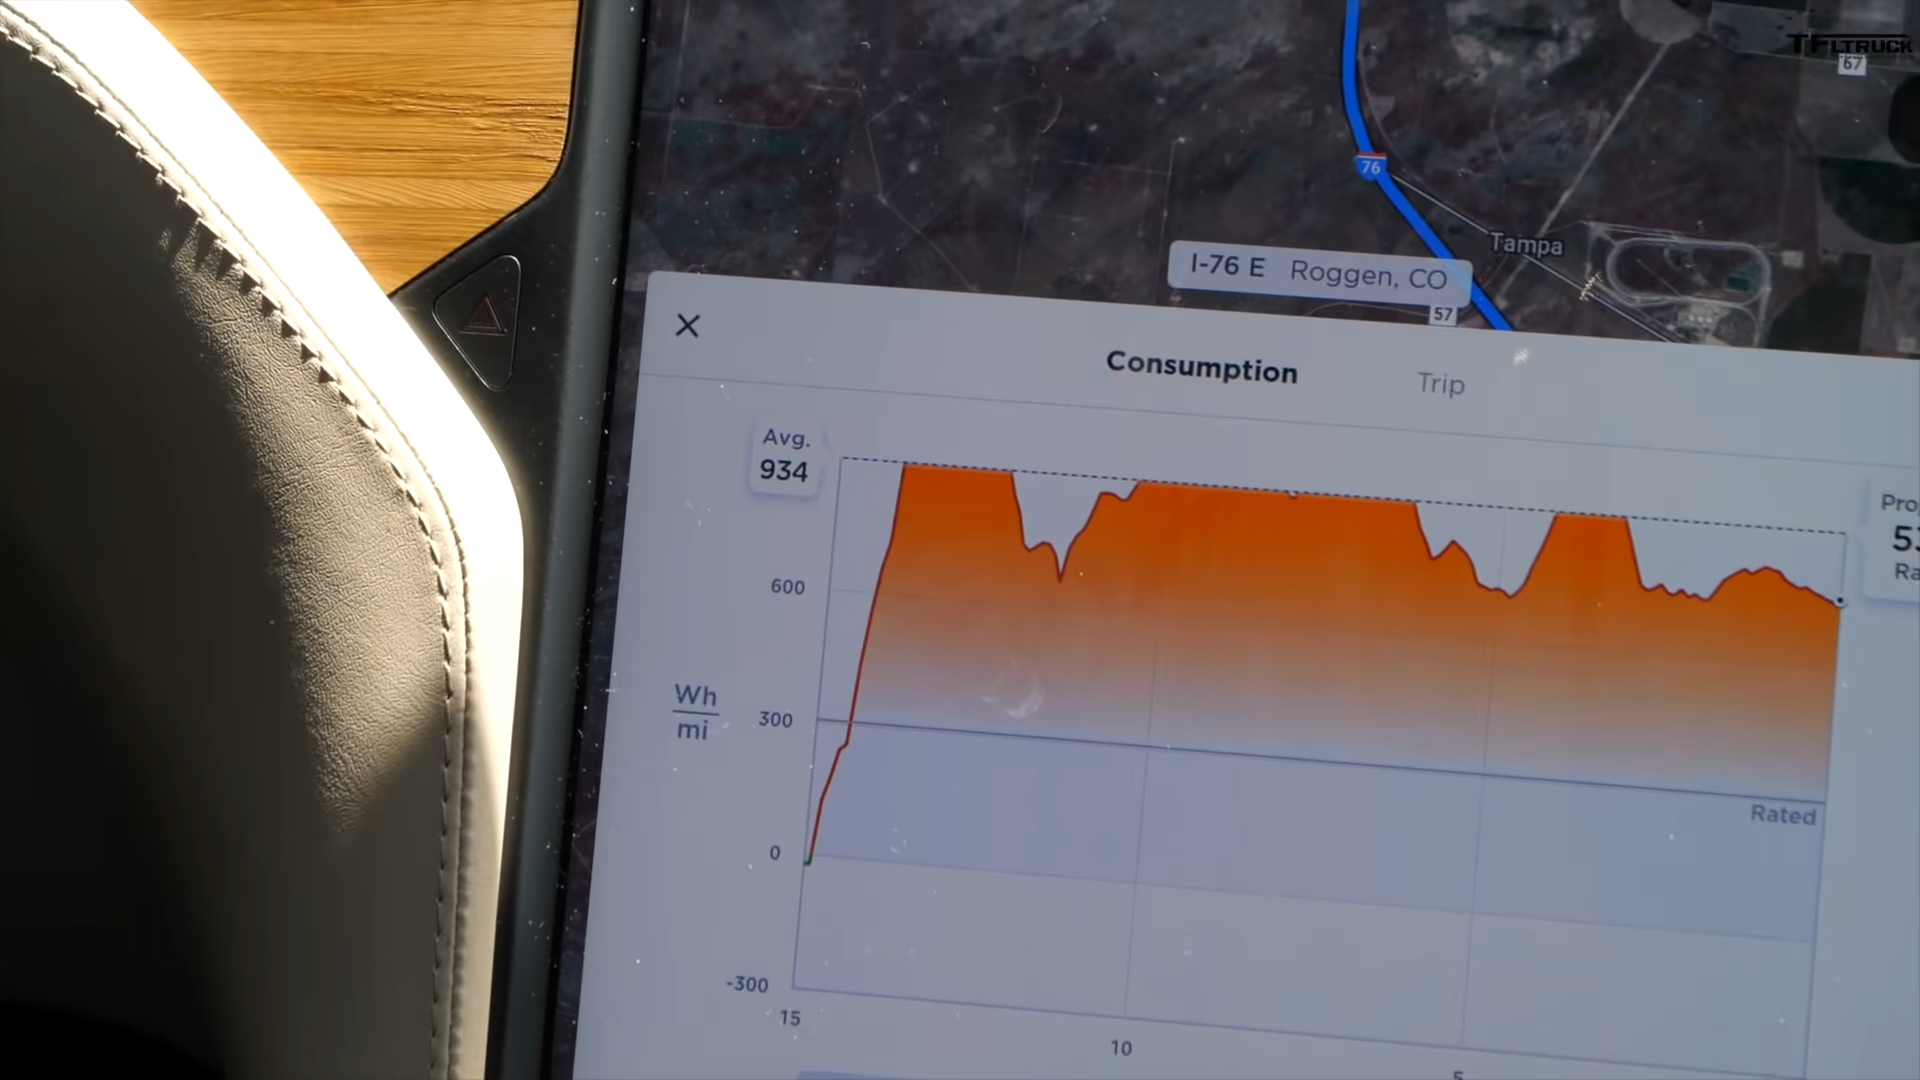 TFLTRUCK
67
76
Tampa
I-76 E Roggen, CO
57
Consumption Trip
Avg.
934
600
Wh
mi
300
Rated
0
-300
15
10